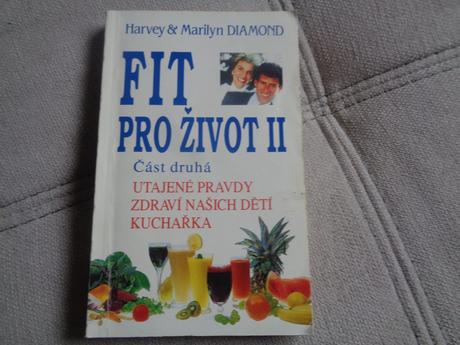 Harvey & Marilyn DIAMOND
FIT
PRO ŽIVOT II
Část druhá
UTAJENÉ PRAVDY
ZDRAVÍ NAŠICH DĚTÍ
KUCHAŘKA